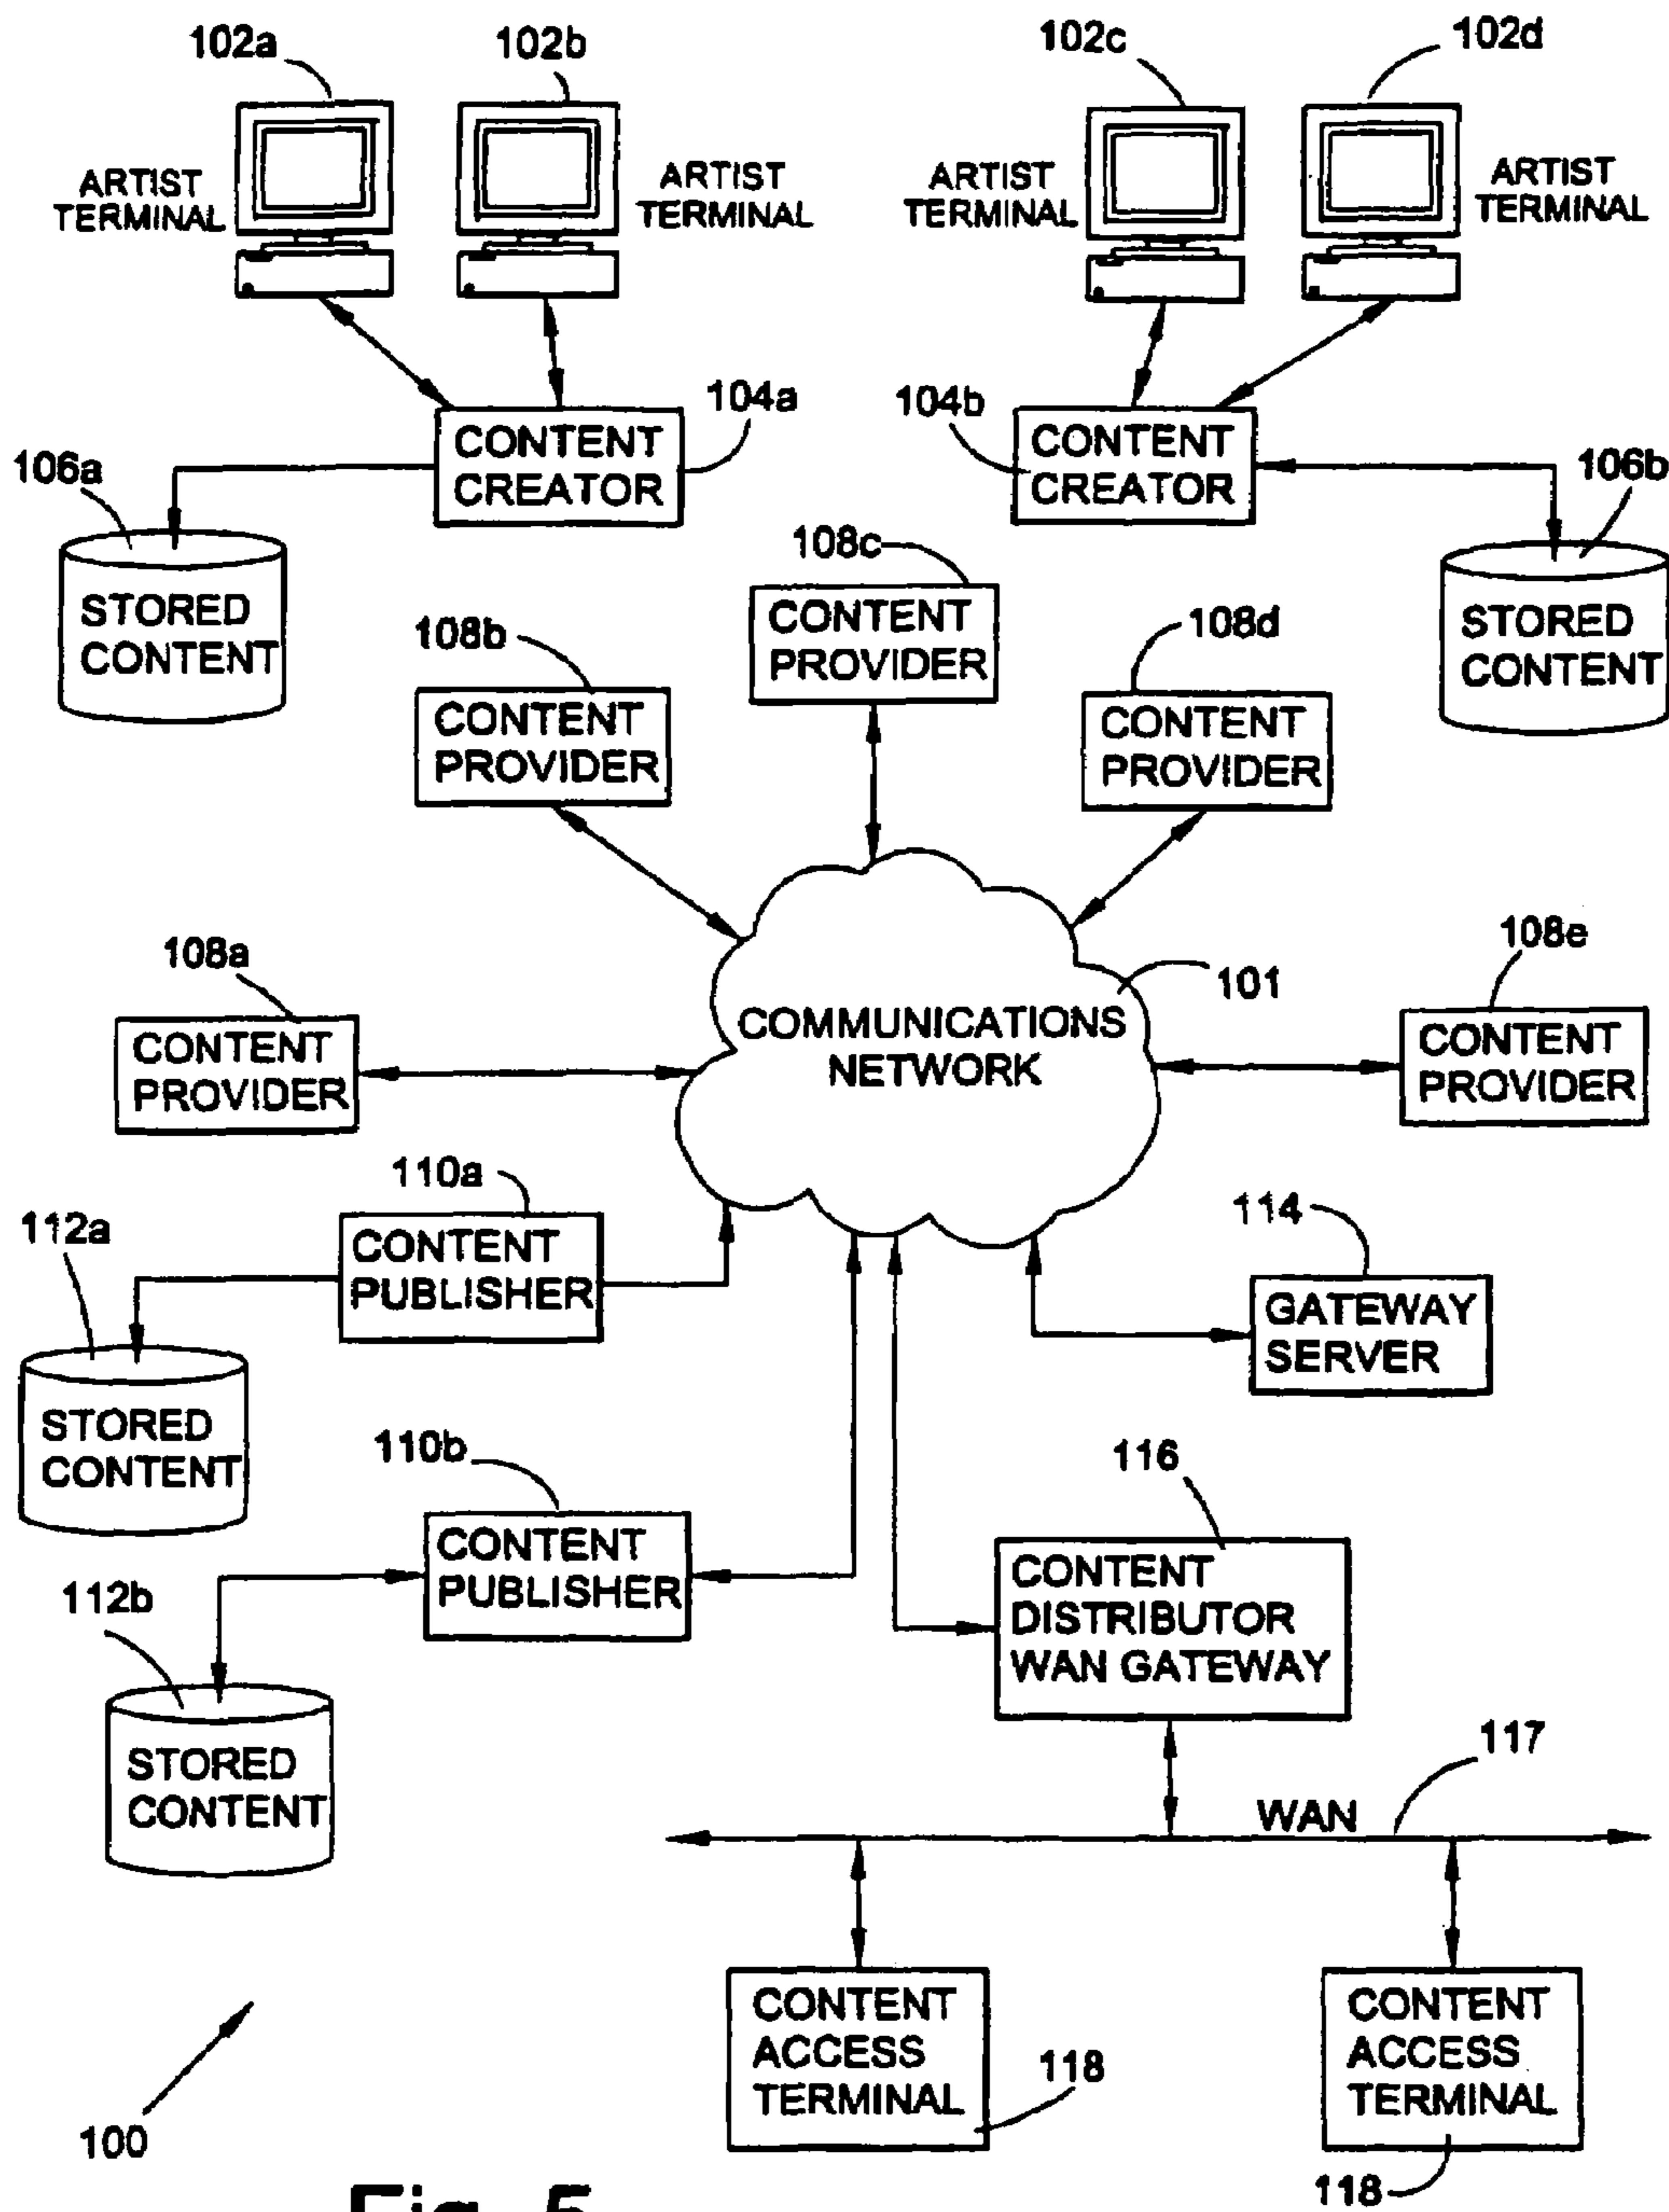 102a
102b
102c
102d
ARTIST
TERMINAL
ARTIST
TERMINAL
ARTIST
TERMINAL
ARTIST
TERMINAL
104a
104b
CONTENT
CREATOR
CONTENT
CREATOR
106a
106b
STORED
CONTENT
STORED
CONTENT
108c
CONTENT
PROVIDER
108b
CONTENT
PROVIDER
108d
CONTENT
PROVIDER
108a
CONTENT
PROVIDER
COMMUNICATIONS
NETWORK
101
108e
CONTENT
PROVIDER
110a
CONTENT
PUBLISHER
112a
STORED
CONTENT
114
GATEWAY
SERVER
110b
CONTENT
PUBLISHER
112b
STORED
CONTENT
116
CONTENT
DISTRIBUTOR
WAN GATEWAY
117
WAN
CONTENT
ACCESS
TERMINAL
118
CONTENT
ACCESS
TERMINAL
118
100
Fig. 5